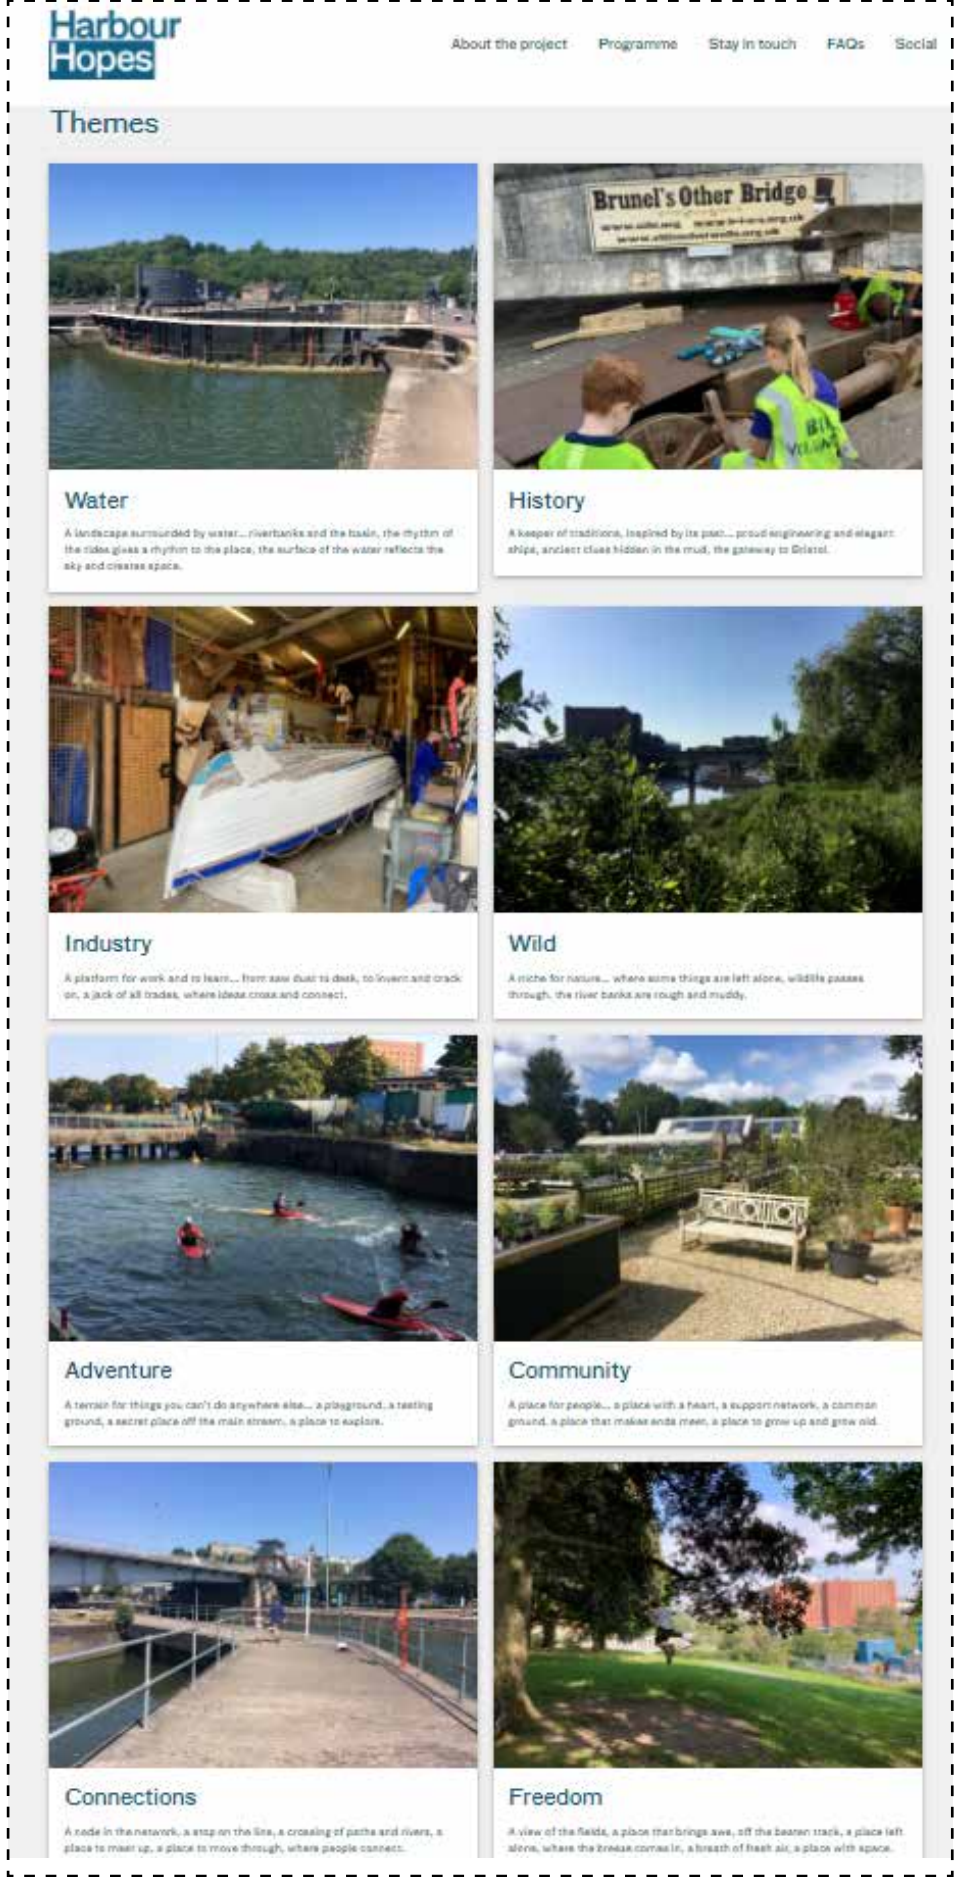 Harbour
Hopes
About the project Programme Stay in touch FAQs Social
Themes
Brunel's Other Bridge
Water
A landscape surrounded by water... riverbanks and the basin, the rhythm of
the tides gives a rhythm to the place, the surface of the water reflects the
sky and creates space.
History
A keeper of traditions, inspired by its past... proud engineering and elegant
ships, ancient clues hidden in the mud, the gateway to Bristol.
Industry
A platform for work and to learn... from saw dust to desk, to invent and crack
on, a jack of all trades, where ideas cross and connect.
Wild
A niche for nature... where some things are left alone, wildlife passes
through, the river banks are rough and muddy.
Adventure
A terrain for things you can't do anywhere else... a playground, a testing
ground, a secret place off the main stream, a place to explore.
Community
A place for people... a place with a heart, a support network, a common
ground, a place that makes ends meet, a place to grow up and grow old.
Connections
A node in the network, a stop on the line, a crossing of paths and rivers, a
place to meet up, a place to move through, where people connect.
Freedom
A view of the fields, a place that brings awe, off the beaten track, a place left
alone, where the breeze comes in, a breath of fresh air, a place with space.